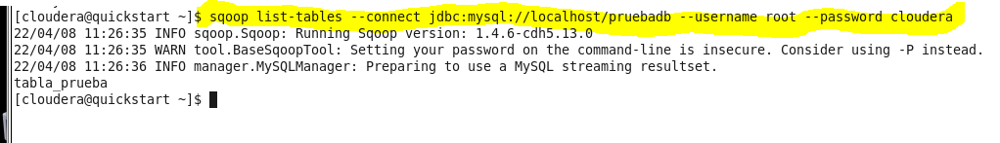 [cloudera@quickstart ~]$ sqoop list-tables --connect jdbc:mysql://localhost/pruebadb --username root --password cloudera
22/04/08 11:26:35 INFO sqoop.Sqoop: Running Sqoop version: 1.4.6-cdh5.13.0
22/04/08 11:26:35 WARN tool.BaseSqoopTool: Setting your password on the command-line is insecure. Consider using -P instead.
22/04/08 11:26:36 INFO manager.MySQLManager: Preparing to use a MySQL streaming resultset.
tabla_prueba
[cloudera@quickstart ~]$